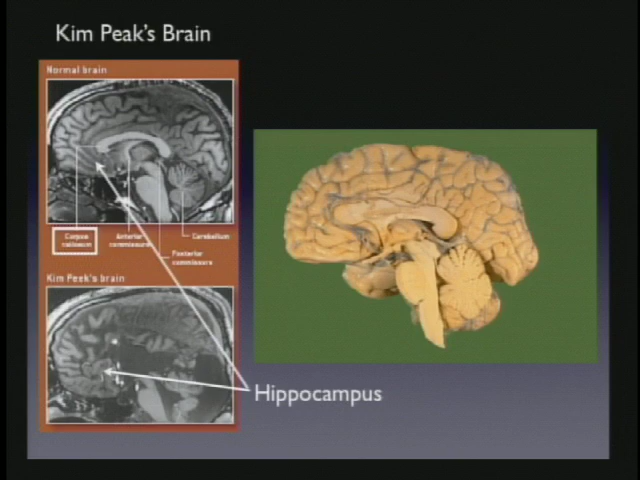 Kim Peak's Brain
Normal brain
Corpus callosum
Anterior commissure
Cerebellum
Posterior commissure
Kim Peek's brain
Hippocampus